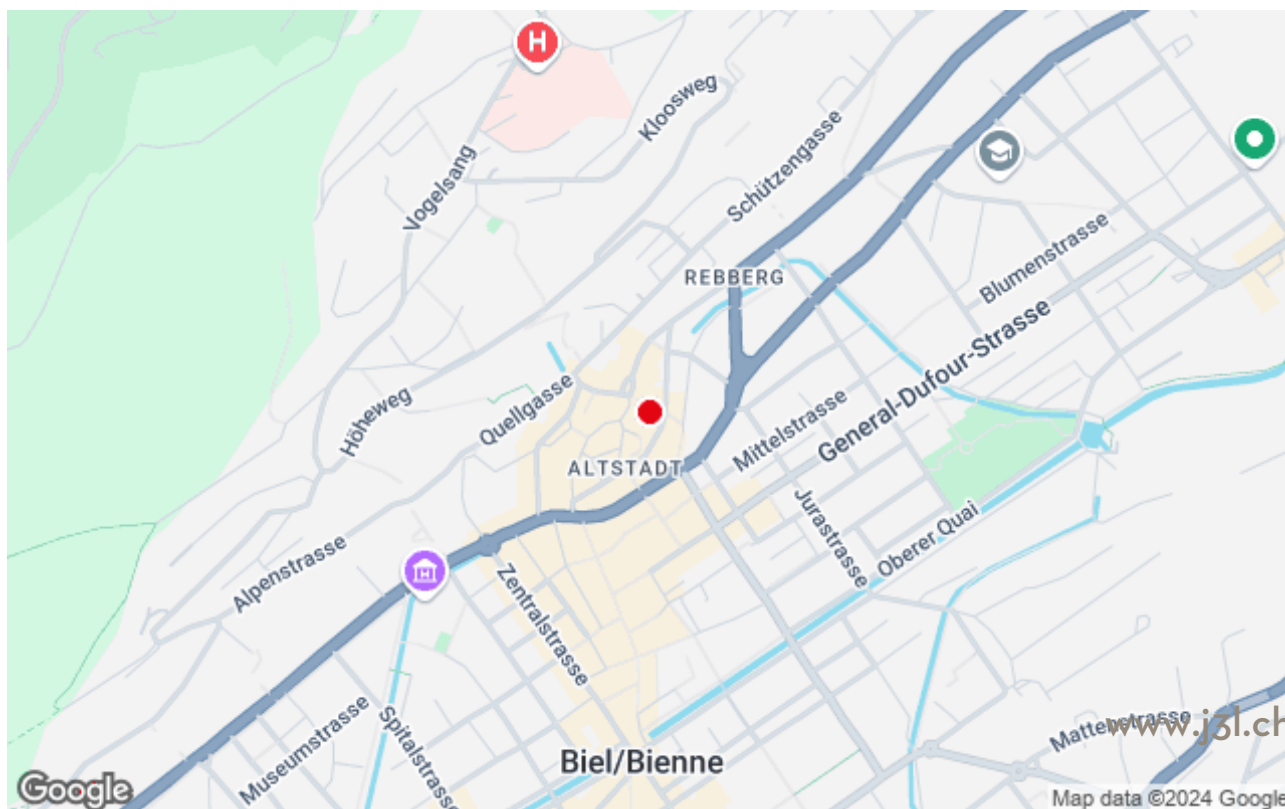 H
Kloosweg
Vogelsang
Schützengasse
REBBERG
Blumenstrasse
General-Dufour-Strasse
Höheweg
Quellgasse
Mittelstrasse
ALTSTADT
Jurastrasse
Oberer Quai
Alpenstrasse
H
Zentralstrasse
Museumstrasse
Spitalstrasse
Mattenstrasse
www.j3l.ch
Biel/Bienne
Google
Map data ©2024 Google